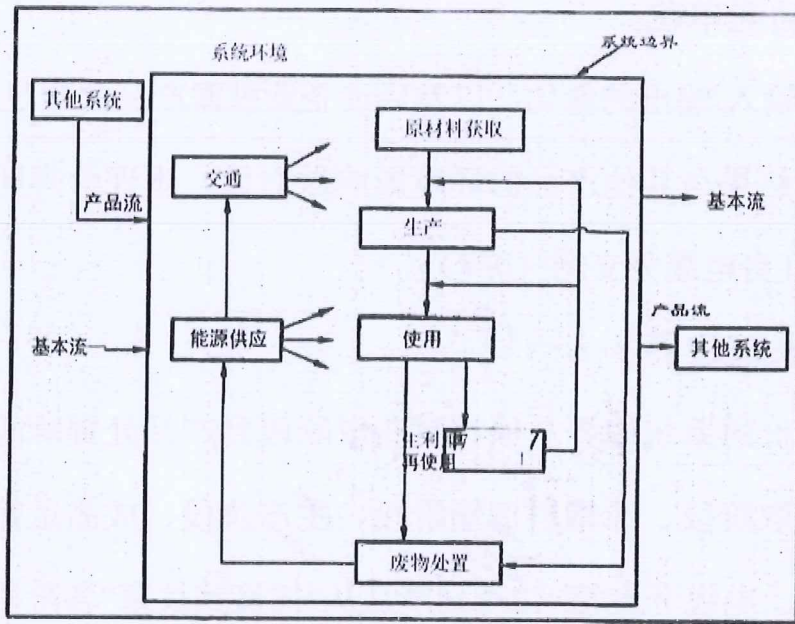 系统环境
系统边界
其他系统
原材料获取
交通
产品流
基本流
生产
产品流
基本流
能源供应
使用
其他系统
再使用
废物处置